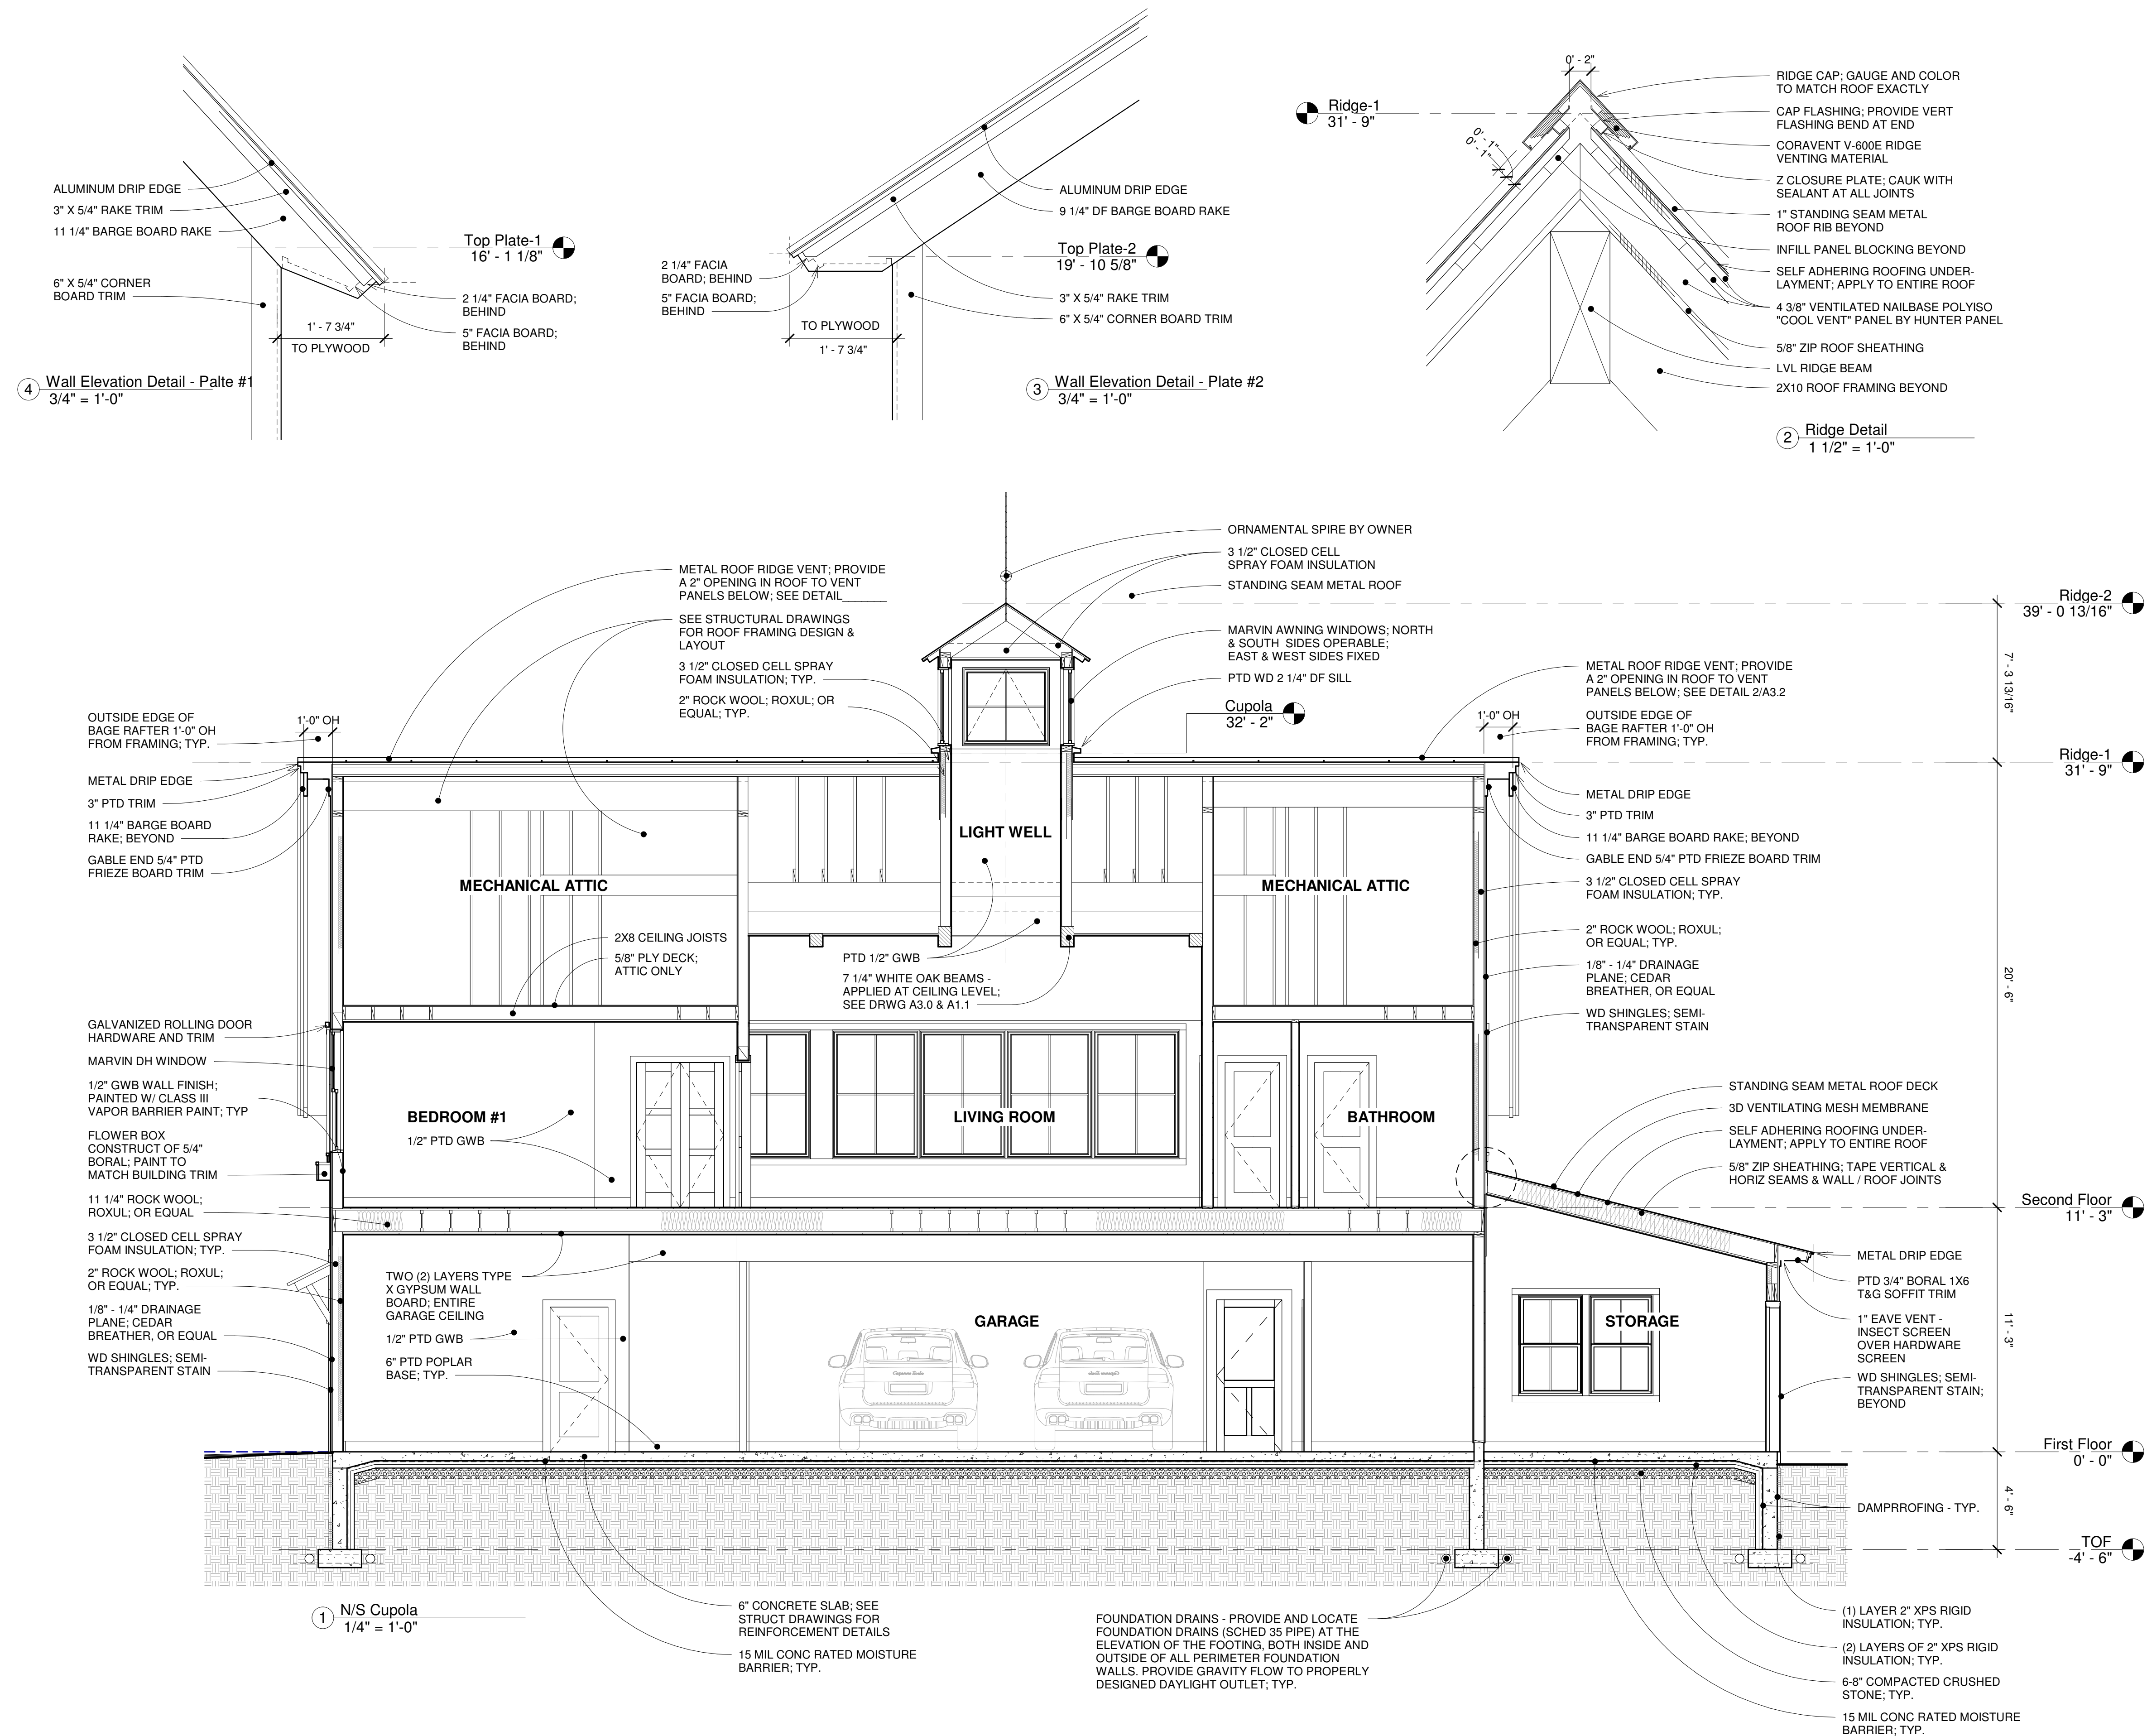 ALUMINUM DRIP EDGE
3" X 5/4" RAKE TRIM
11 1/4" BARGE BOARD RAKE
6" X 5/4" CORNER
BOARD TRIM
Top Plate-1
16' - 1 1/8"
2 1/4" FACIA BOARD;
BEHIND
5" FACIA BOARD;
BEHIND
1' - 7 3/4"
TO PLYWOOD
4
Wall Elevation Detail - Palte #1
3/4" = 1'-0"
ALUMINUM DRIP EDGE
9 1/4" DF BARGE BOARD RAKE
Top Plate-2
19' - 10 5/8"
2 1/4" FACIA
BOARD; BEHIND
5" FACIA BOARD;
BEHIND
3" X 5/4" RAKE TRIM
6" X 5/4" CORNER BOARD TRIM
TO PLYWOOD
1' - 7 3/4"
3
Wall Elevation Detail - Plate #2
3/4" = 1'-0"
0' - 2"
Ridge-1
31' - 9"
0' - 1"
0' - 1"
RIDGE CAP; GAUGE AND COLOR
TO MATCH ROOF EXACTLY
CAP FLASHING; PROVIDE VERT
FLASHING BEND AT END
CORAVENT V-600E RIDGE
VENTING MATERIAL
Z CLOSURE PLATE; CAUK WITH
SEALANT AT ALL JOINTS
1" STANDING SEAM METAL
ROOF RIB BEYOND
INFILL PANEL BLOCKING BEYOND
SELF ADHERING ROOFING UNDER-
LAYMENT; APPLY TO ENTIRE ROOF
4 3/8" VENTILATED NAILBASE POLYISO
"COOL VENT" PANEL BY HUNTER PANEL
5/8" ZIP ROOF SHEATHING
LVL RIDGE BEAM
2X10 ROOF FRAMING BEYOND
2
Ridge Detail
1 1/2" = 1'-0"
ORNAMENTAL SPIRE BY OWNER
3 1/2" CLOSED CELL
SPRAY FOAM INSULATION
STANDING SEAM METAL ROOF
METAL ROOF RIDGE VENT; PROVIDE
A 2" OPENING IN ROOF TO VENT
PANELS BELOW; SEE DETAIL______
SEE STRUCTURAL DRAWINGS
FOR ROOF FRAMING DESIGN &
LAYOUT
3 1/2" CLOSED CELL SPRAY
FOAM INSULATION; TYP.
2" ROCK WOOL; ROXUL; OR
EQUAL; TYP.
MARVIN AWNING WINDOWS; NORTH
& SOUTH SIDES OPERABLE;
EAST & WEST SIDES FIXED
PTD WD 2 1/4" DF SILL
Cupola
32' - 2"
Ridge-2
39' - 0 13/16"
7' - 3 13/16"
METAL ROOF RIDGE VENT; PROVIDE
A 2" OPENING IN ROOF TO VENT
PANELS BELOW; SEE DETAIL 2/A3.2
1'-0" OH
OUTSIDE EDGE OF
BAGE RAFTER 1'-0" OH
FROM FRAMING; TYP.
Ridge-1
31' - 9"
OUTSIDE EDGE OF
BAGE RAFTER 1'-0" OH
FROM FRAMING; TYP.
1'-0" OH
METAL DRIP EDGE
3" PTD TRIM
11 1/4" BARGE BOARD
RAKE; BEYOND
GABLE END 5/4" PTD
FRIEZE BOARD TRIM
METAL DRIP EDGE
3" PTD TRIM
11 1/4" BARGE BOARD RAKE; BEYOND
GABLE END 5/4" PTD FRIEZE BOARD TRIM
3 1/2" CLOSED CELL SPRAY
FOAM INSULATION; TYP.
2" ROCK WOOL; ROXUL;
OR EQUAL; TYP.
1/8" - 1/4" DRAINAGE
PLANE; CEDAR
BREATHER, OR EQUAL
WD SHINGLES; SEMI-
TRANSPARENT STAIN
20' - 6"
LIGHT WELL
MECHANICAL ATTIC
MECHANICAL ATTIC
2X8 CEILING JOISTS
5/8" PLY DECK;
ATTIC ONLY
PTD 1/2" GWB
7 1/4" WHITE OAK BEAMS -
APPLIED AT CEILING LEVEL;
SEE DRWG A3.0 & A1.1
GALVANIZED ROLLING DOOR
HARDWARE AND TRIM
MARVIN DH WINDOW
1/2" GWB WALL FINISH;
PAINTED W/ CLASS III
VAPOR BARRIER PAINT; TYP
FLOWER BOX
CONSTRUCT OF 5/4"
BORAL; PAINT TO
MATCH BUILDING TRIM
11 1/4" ROCK WOOL;
ROXUL; OR EQUAL
3 1/2" CLOSED CELL SPRAY
FOAM INSULATION; TYP.
2" ROCK WOOL; ROXUL;
OR EQUAL; TYP.
1/8" - 1/4" DRAINAGE
PLANE; CEDAR
BREATHER, OR EQUAL
WD SHINGLES; SEMI-
TRANSPARENT STAIN
BEDROOM #1
1/2" PTD GWB
LIVING ROOM
BATHROOM
STANDING SEAM METAL ROOF DECK
3D VENTILATING MESH MEMBRANE
SELF ADHERING ROOFING UNDER-
LAYMENT; APPLY TO ENTIRE ROOF
5/8" ZIP SHEATHING; TAPE VERTICAL &
HORIZ SEAMS & WALL / ROOF JOINTS
Second Floor
11' - 3"
TWO (2) LAYERS TYPE
X GYPSUM WALL
BOARD; ENTIRE
GARAGE CEILING
1/2" PTD GWB
6" PTD POPLAR
BASE; TYP.
GARAGE
STORAGE
METAL DRIP EDGE
PTD 3/4" BORAL 1X6
T&G SOFFIT TRIM
1" EAVE VENT -
INSECT SCREEN
OVER HARDWARE
SCREEN
WD SHINGLES; SEMI-
TRANSPARENT STAIN;
BEYOND
11' - 3"
First Floor
0' - 0"
4' - 6"
DAMPRROFING - TYP.
TOF
-4' - 6"
1
N/S Cupola
1/4" = 1'-0"
6" CONCRETE SLAB; SEE
STRUCT DRAWINGS FOR
REINFORCEMENT DETAILS
15 MIL CONC RATED MOISTURE
BARRIER; TYP.
FOUNDATION DRAINS - PROVIDE AND LOCATE
FOUNDATION DRAINS (SCHED 35 PIPE) AT THE
ELEVATION OF THE FOOTING, BOTH INSIDE AND
OUTSIDE OF ALL PERIMETER FOUNDATION
WALLS. PROVIDE GRAVITY FLOW TO PROPERLY
DESIGNED DAYLIGHT OUTLET; TYP.
(1) LAYER 2" XPS RIGID
INSULATION; TYP.
(2) LAYERS OF 2" XPS RIGID
INSULATION; TYP.
6-8" COMPACTED CRUSHED
STONE; TYP.
15 MIL CONC RATED MOISTURE
BARRIER; TYP.